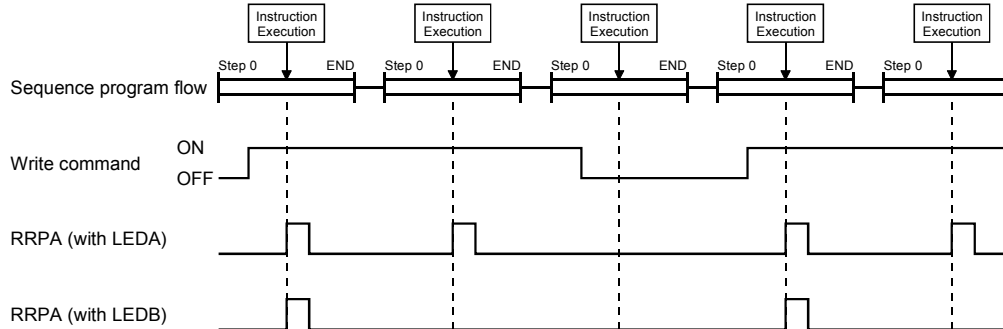 Instruction Execution Instruction Execution Instruction Execution Instruction Execution Instruction Execution
Step 0 END Step 0 END Step 0 END Step 0 END Step 0
Sequence program flow
ON
Write command
OFF
RRPA (with LEDA)
RRPA (with LEDB)